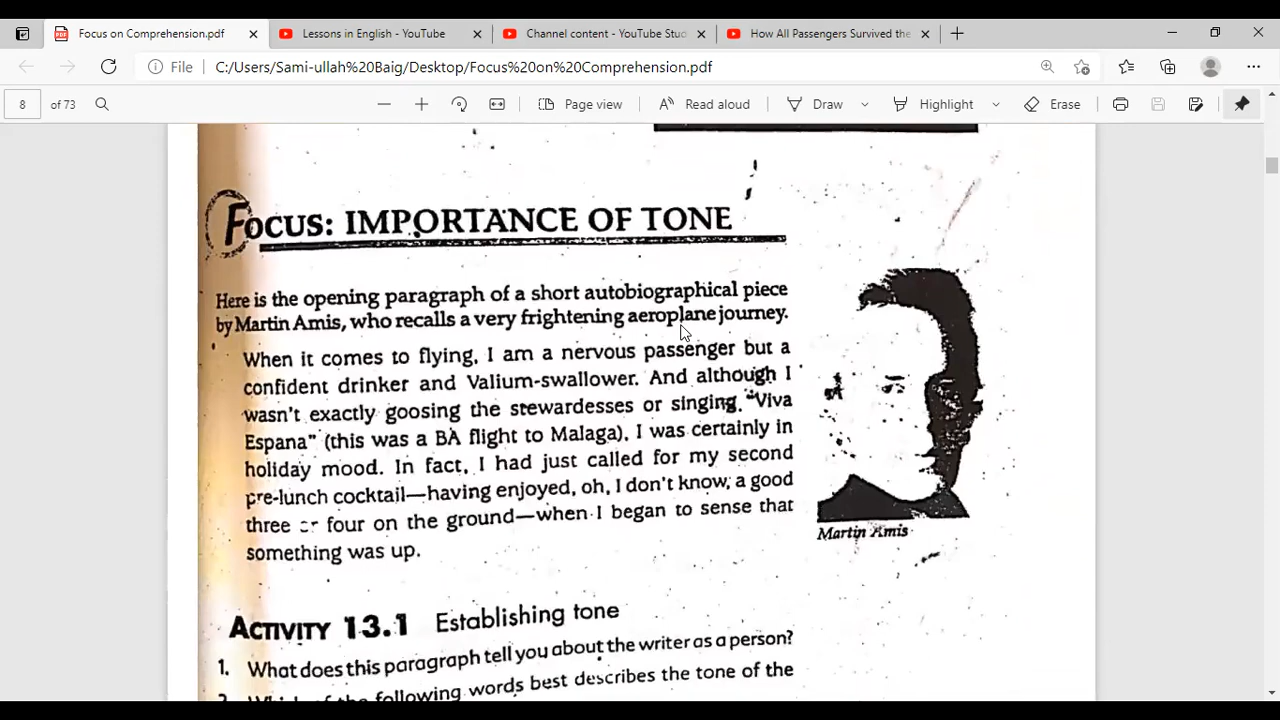 Focus on Comprehension.pdf
Lessons in English - YouTube
Channel content - YouTube Stud
How All Passengers Survived the
File
C:/Users/Sami-ullah%20Baig/Desktop/Focus%20on%20Comprehension.pdf
8 of 73
Page view
Read aloud
Draw
Highlight
Erase
FOCUS: IMPORTANCE OF TONE
Here is the opening paragraph of a short autobiographical piece
by Martin Amis, who recalls a very frightening aeroplane journey.
When it comes to flying, I am a nervous passenger but a
confident drinker and Valium-swallower. And although I
wasn't exactly goosing the stewardesses or singing, "Viva
Espana" (this was a BA flight to Malaga), I was certainly in
holiday mood. In fact, I had just called for my second
pre-lunch cocktail—having enjoyed, oh, I don't know, a good
three or four on the ground—when I began to sense that
something was up.
Martin Amis
ACTIVITY 13.1 Establishing tone
1. What does this paragraph tell you about the writer as a person?
following words best describes the tone of the